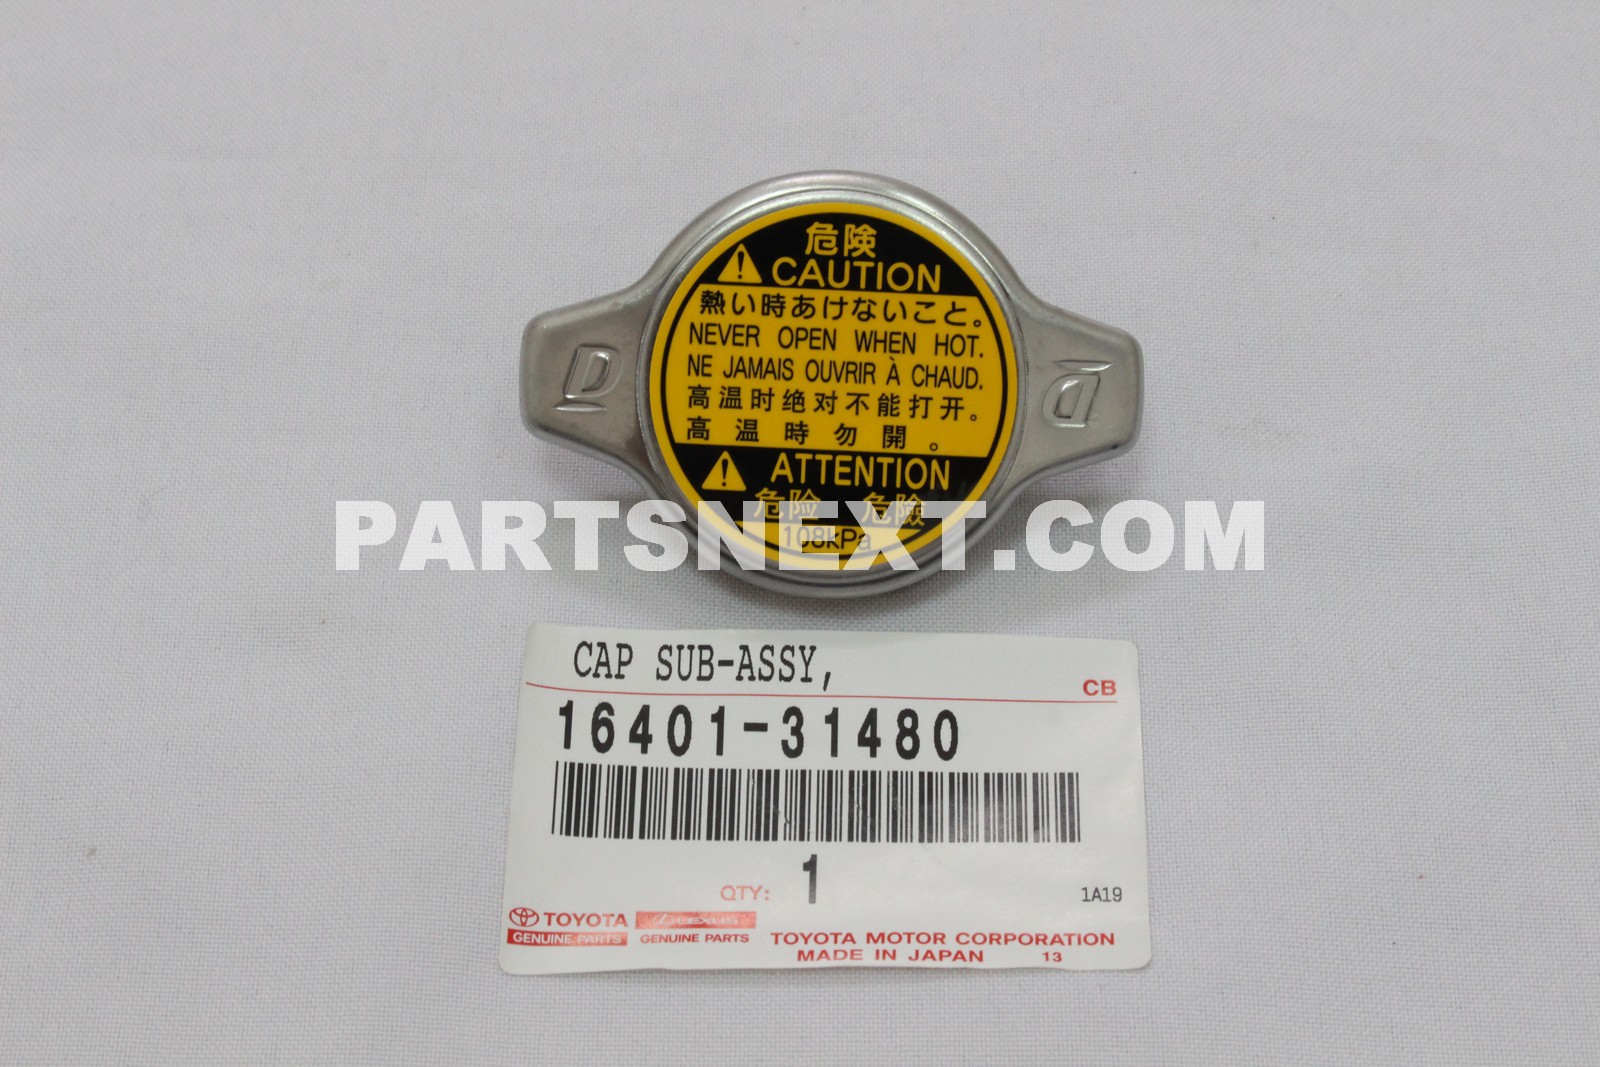 危険
CAUTION
熱い時あけないこと。
NEVER OPEN WHEN HOT.
NE JAMAIS OUVRIR À CHAUD.
高温时绝对不能打开。
高温時勿開。
ATTENTION
危险 危險
108kPa
D D
PARTSNEXT.COM
CAP SUB-ASSY,
CB
16401-31480
QTY: 1
1A19
TOYOTA
GENUINE PARTS
LEXUS
GENUINE PARTS
TOYOTA MOTOR CORPORATION
MADE IN JAPAN 13